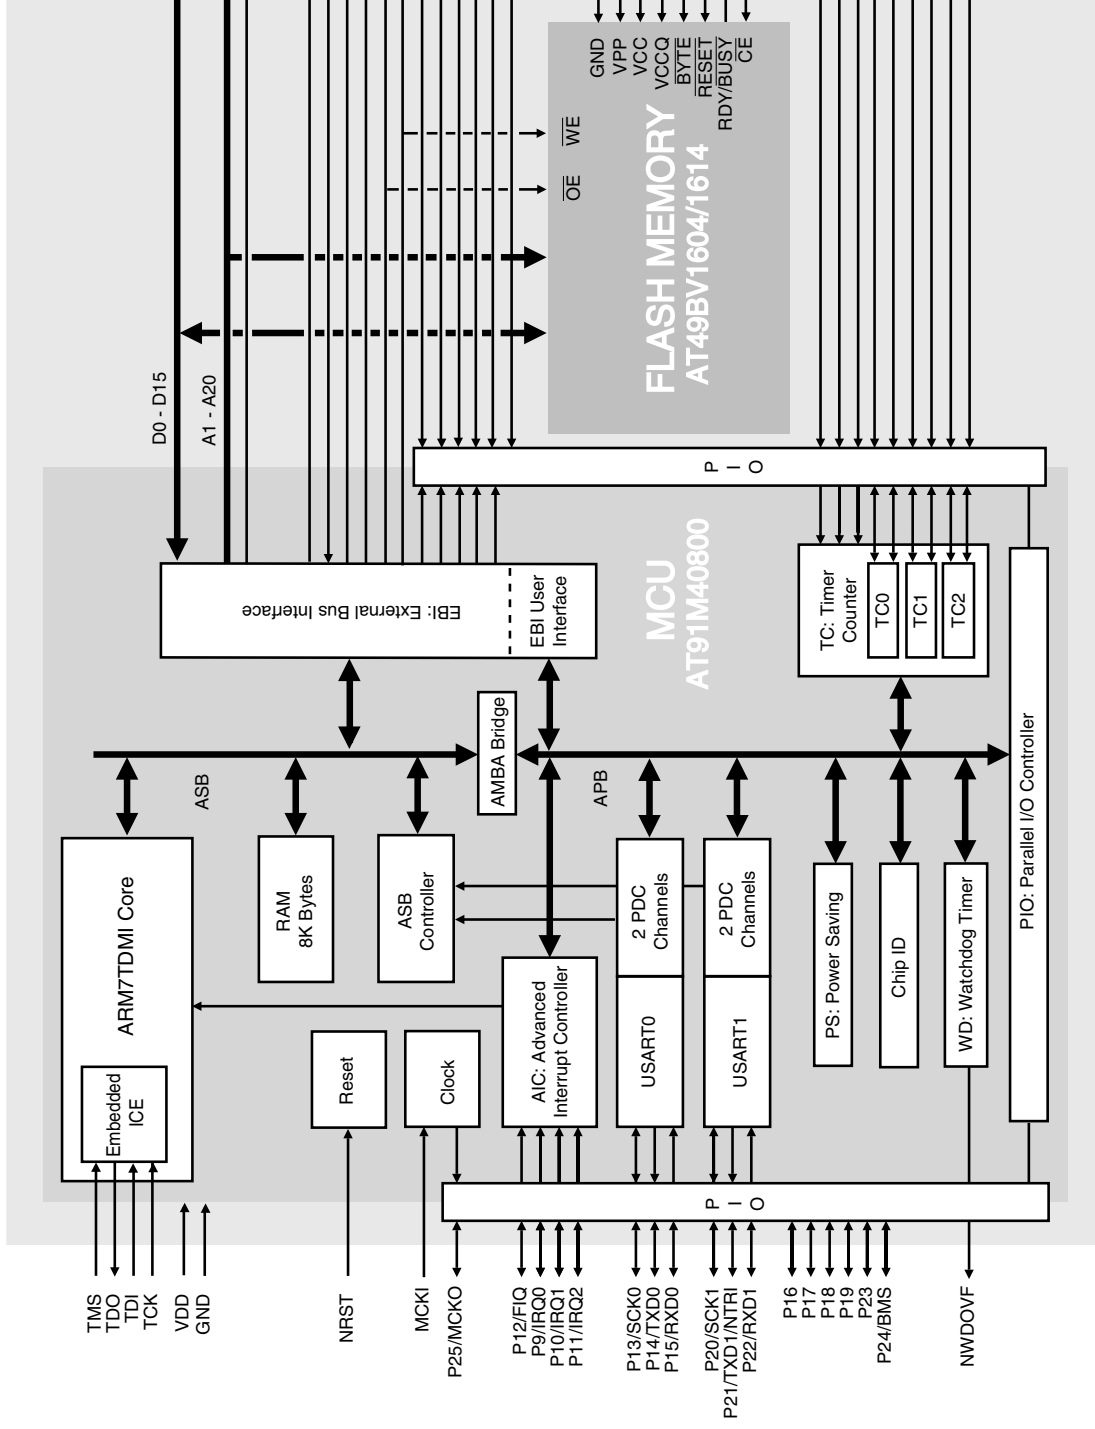 TMS
TDO
TDI
TCK
VDD
GND
NRST
MCKI
P25/MCKO
P12/FIQ
P9/IRQ0
P10/IRQ1
P11/IRQ2
P13/SCK0
P14/TXD0
P15/RXD0
P20/SCK1
P21/TXD1/NTRI
P22/RXD1
P16
P17
P18
P19
P23
P24/BMS
NWDOVF
PIO
Embedded
ICE
ARM7TDMI Core
Reset
Clock
RAM
8K Bytes
ASB
Controller
AIC: Advanced
Interrupt Controller
USART0
2 PDC
Channels
USART1
2 PDC
Channels
PS: Power Saving
Chip ID
WD: Watchdog Timer
PIO: Parallel I/O Controller
ASB
AMBA Bridge
APB
EBI: External Bus Interface
EBI User
Interface
MCU
AT91M40800
TC: Timer
Counter
TC0
TC1
TC2
PIO
D0 - D15
A1 - A20
OE
WE
FLASH MEMORY
AT49BV1604/1614
GND
VPP
VCC
VCCQ
BYTE
RESET
RDY/BUSY
CE